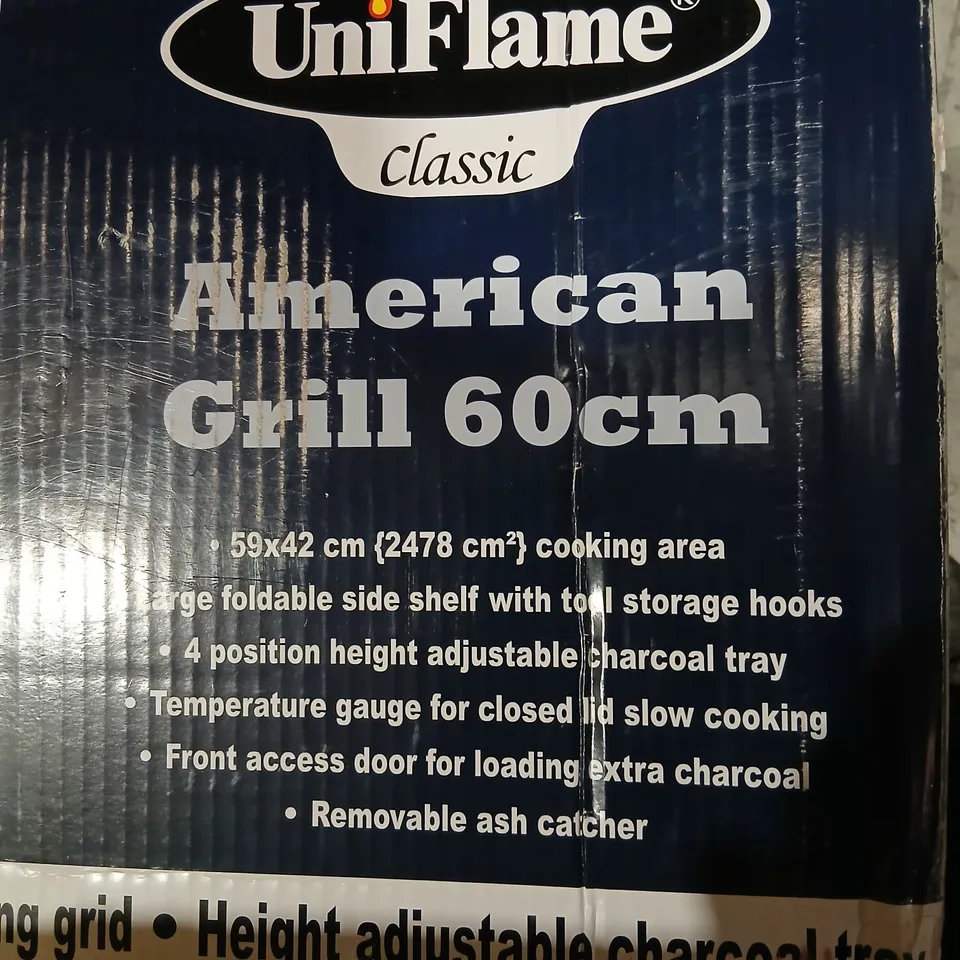 UniFlame®
classic
American
Grill 60cm
• 59x42 cm {2478 cm²} cooking area
Large foldable side shelf with tool storage hooks
• 4 position height adjustable charcoal tray
• Temperature gauge for closed lid slow cooking
• Front access door for loading extra charcoal
• Removable ash catcher
ng grid • Height adjustable charcoal tray